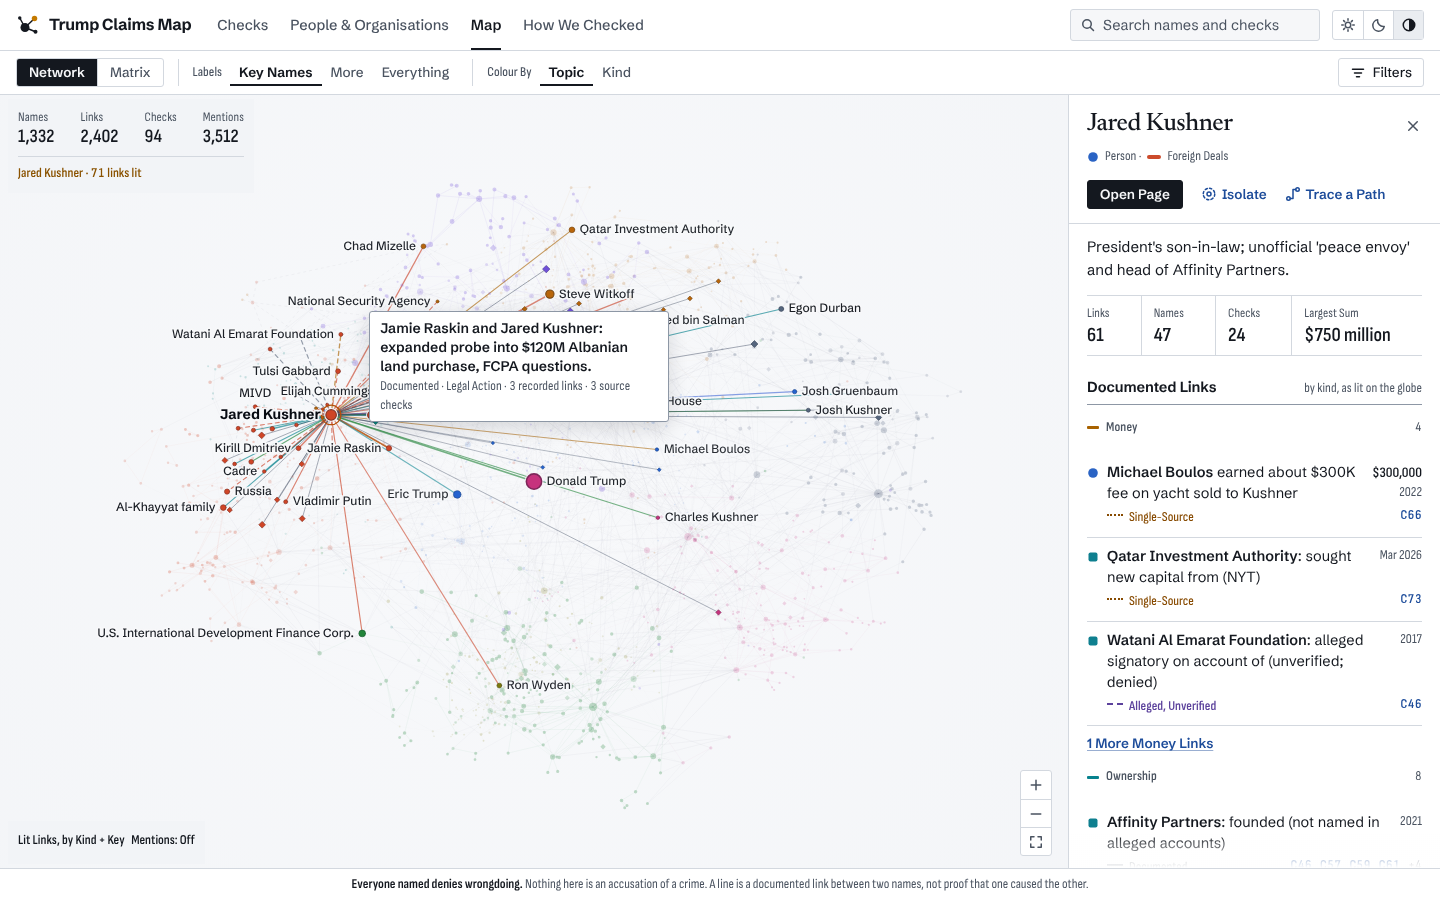 Trump Claims Map
Checks
People & Organisations
Map
How We Checked
Search names and checks
Network
Matrix
Labels
Key Names
More
Everything
Colour By
Topic
Kind
Filters
Names
Links
Checks
Mentions
1,332
2,402
94
3,512
Jared Kushner · 71 links lit
Qatar Investment Authority
Chad Mizelle
Steve Witkoff
National Security Agency
Egon Durban
ed bin Salman
Watani Al Emarat Foundation
Jamie Raskin and Jared Kushner:
expanded probe into $120M Albanian
land purchase, FCPA questions.
Documented · Legal Action · 3 recorded links · 3 source
checks
Tulsi Gabbard
MIVD
Elijah Cummings
Josh Gruenbaum
House
Josh Kushner
Jared Kushner
Kirill Dmitriev
Jamie Raskin
Michael Boulos
Cadre
Donald Trump
Russia
Eric Trump
Vladimir Putin
Al-Khayyat family
Charles Kushner
U.S. International Development Finance Corp.
Ron Wyden
Lit Links, by Kind + Key
Mentions: Off
Jared Kushner
Person ·
Foreign Deals
Open Page
Isolate
Trace a Path
President's son-in-law; unofficial 'peace envoy'
and head of Affinity Partners.
Links
Names
Checks
Largest Sum
61
47
24
$750 million
Documented Links
by kind, as lit on the globe
Money
4
Michael Boulos earned about $300K
$300,000
fee on yacht sold to Kushner
2022
Single-Source
C66
Qatar Investment Authority: sought
Mar 2026
new capital from (NYT)
Single-Source
C73
Watani Al Emarat Foundation: alleged
2017
signatory on account of (unverified;
denied)
Alleged, Unverified
C46
1 More Money Links
Ownership
8
Affinity Partners: founded (not named in
2021
alleged accounts)
Everyone named denies wrongdoing. Nothing here is an accusation of a crime. A line is a documented link between two names, not proof that one caused the other.